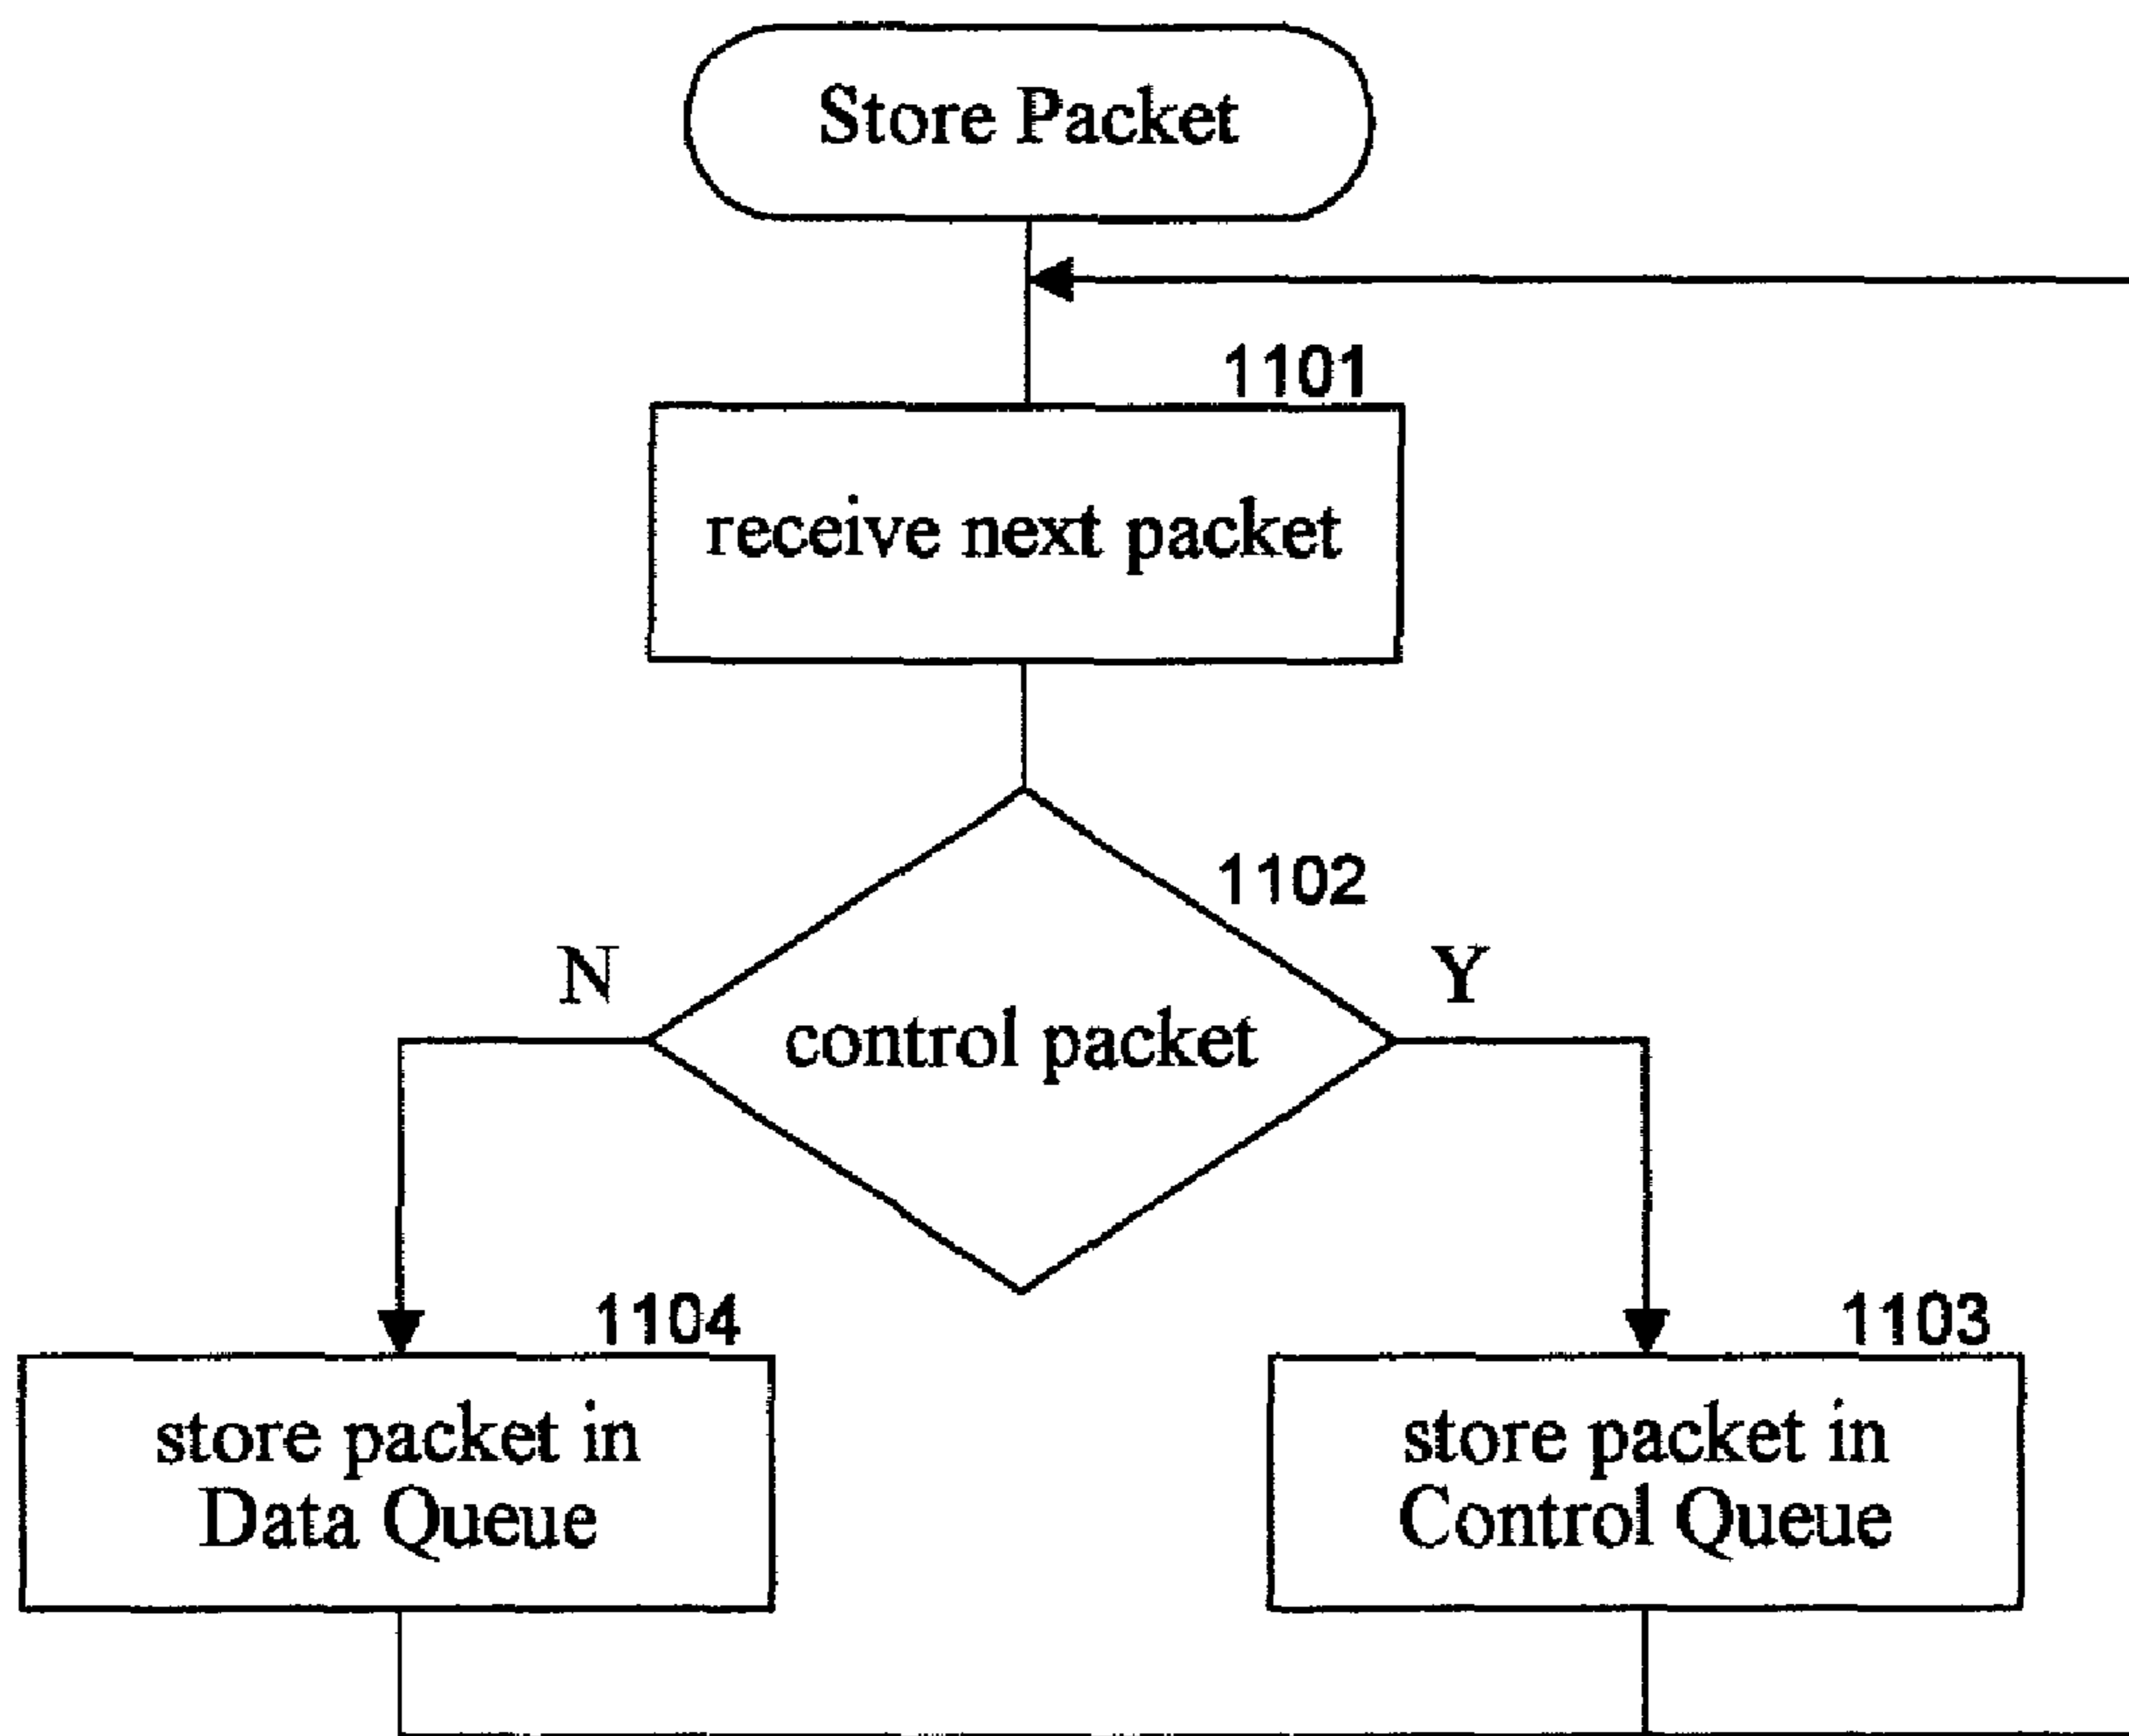 Store Packet
1101
receive next packet
1102
N
Y
control packet
1104
1103
store packet in
Data Queue
store packet in
Control Queue